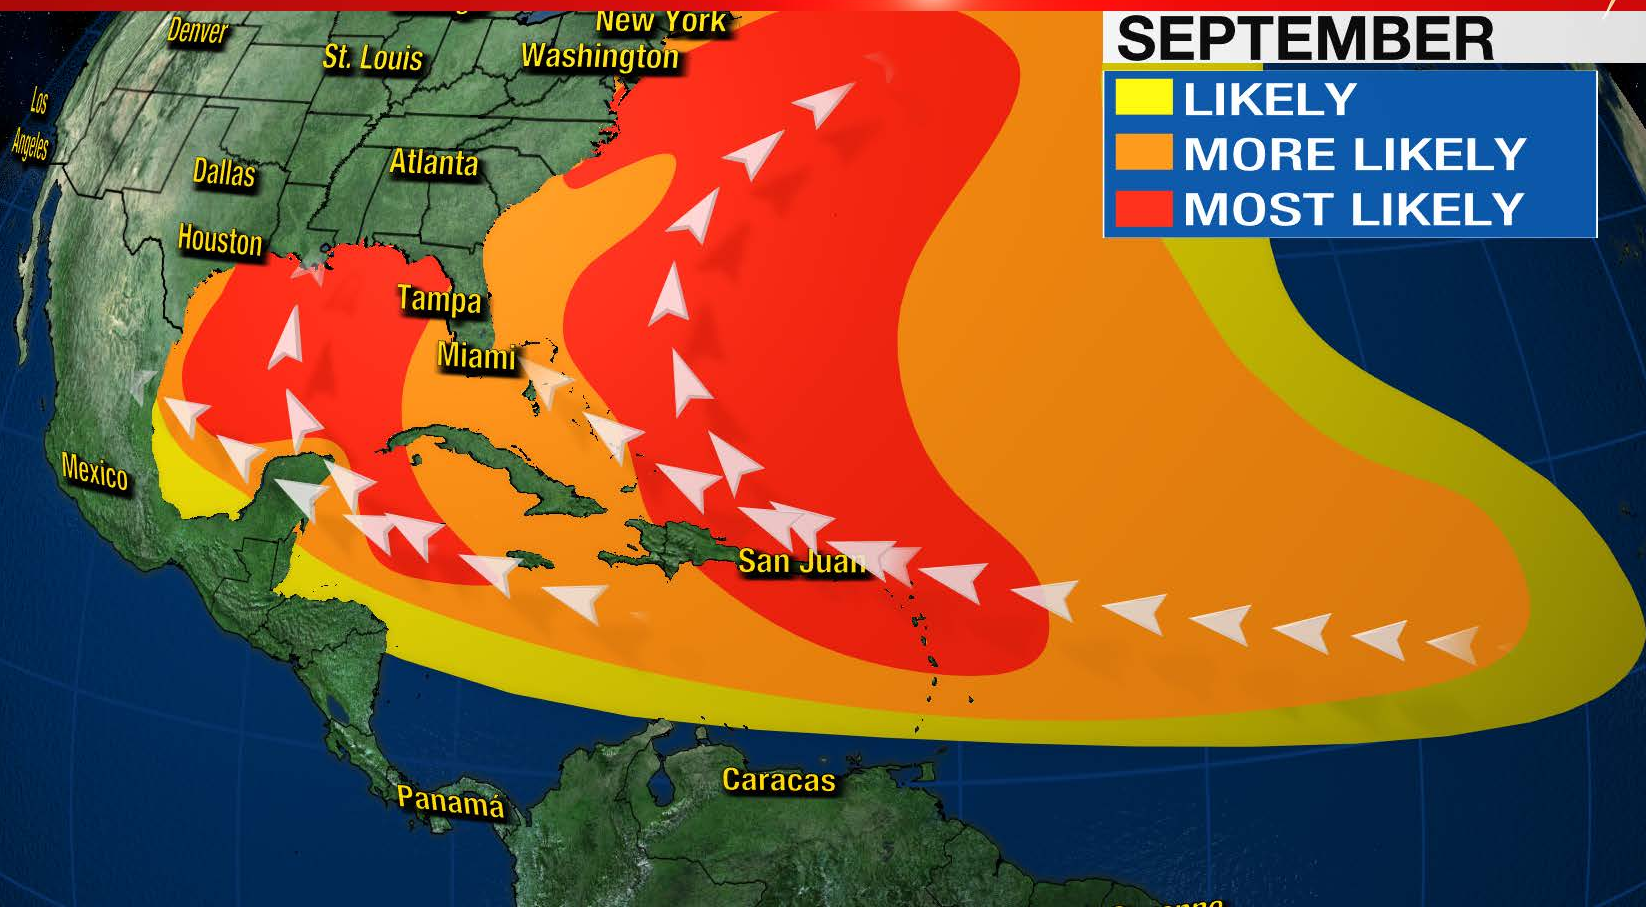 New York
Denver
St. Louis
Washington
SEPTEMBER
LIKELY
MORE LIKELY
MOST LIKELY
Los
Angeles
Dallas
Atlanta
Houston
Tampa
Miami
Mexico
San Juan
Caracas
Panamá